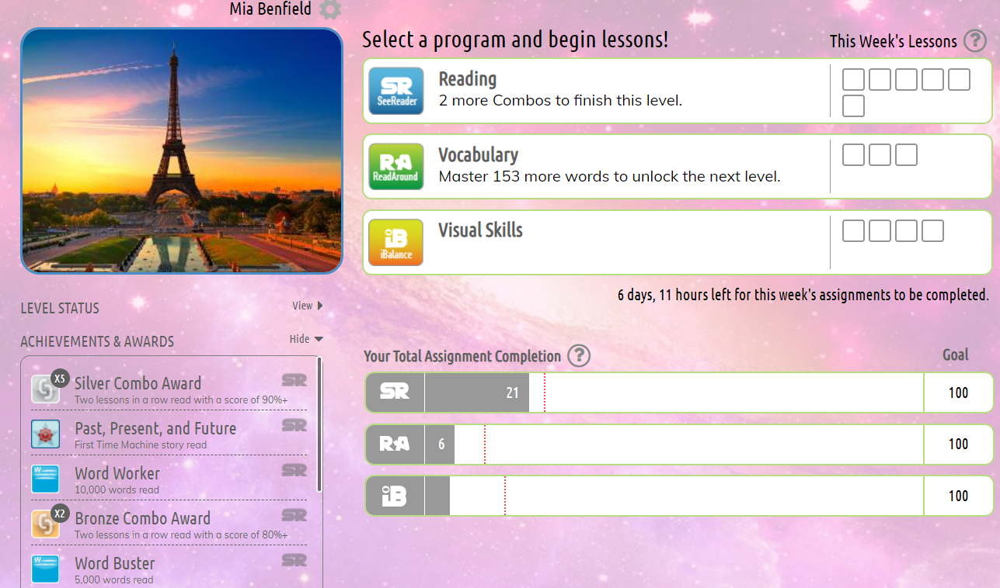 Mia Benfield
Select a program and begin lessons!
This Week's Lessons ?
SR
SeeReader
Reading
2 more Combos to finish this level.
RA
ReadAround
Vocabulary
Master 153 more words to unlock the next level.
iB
iBalance
Visual Skills
6 days, 11 hours left for this week's assignments to be completed.
LEVEL STATUS
View
ACHIEVEMENTS & AWARDS
Hide
X5
Silver Combo Award
SR
Two lessons in a row read with a score of 90%+
Past, Present, and Future
SR
First Time Machine story read
W
Word Worker
SR
10,000 words read
X2
Bronze Combo Award
SR
Two lessons in a row read with a score of 80%+
W
Word Buster
SR
5,000 words read
Your Total Assignment Completion ?
Goal
SR 21 100
RA 6 100
iB 100